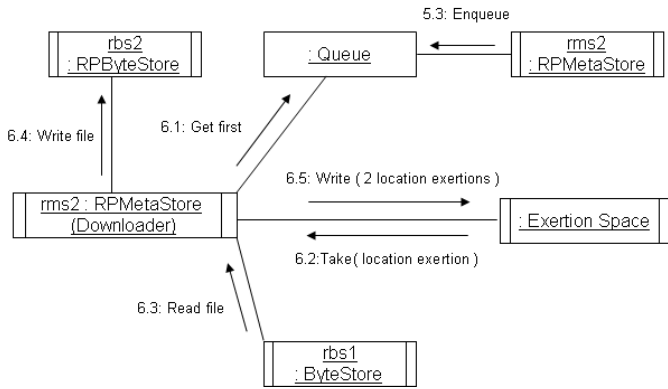 5.3: Enqueue
rbs2
: RPByteStore
: Queue
rms2
: RPMetaStore
6.4: Write file
6.1: Get first
6.5: Write ( 2 location exertions )
rms2 : RPMetaStore
(Downloader)
: Exertion Space
6.2:Take( location exertion )
6.3: Read file
rbs1
: ByteStore